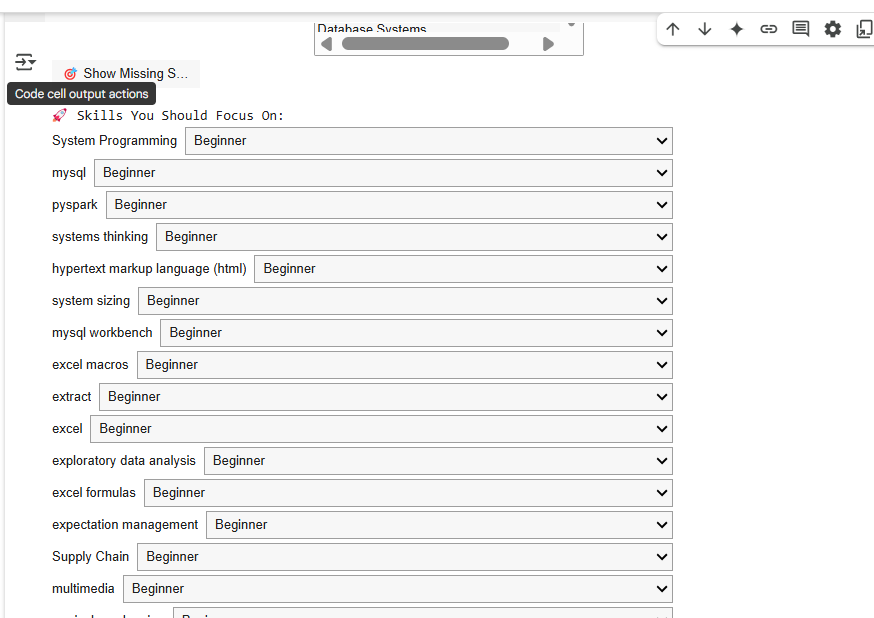 Database Systems
Show Missing S...
Code cell output actions
Skills You Should Focus On:
System Programming Beginner
mysql Beginner
pyspark Beginner
systems thinking Beginner
hypertext markup language (html) Beginner
system sizing Beginner
mysql workbench Beginner
excel macros Beginner
extract Beginner
excel Beginner
exploratory data analysis Beginner
excel formulas Beginner
expectation management Beginner
Supply Chain Beginner
multimedia Beginner